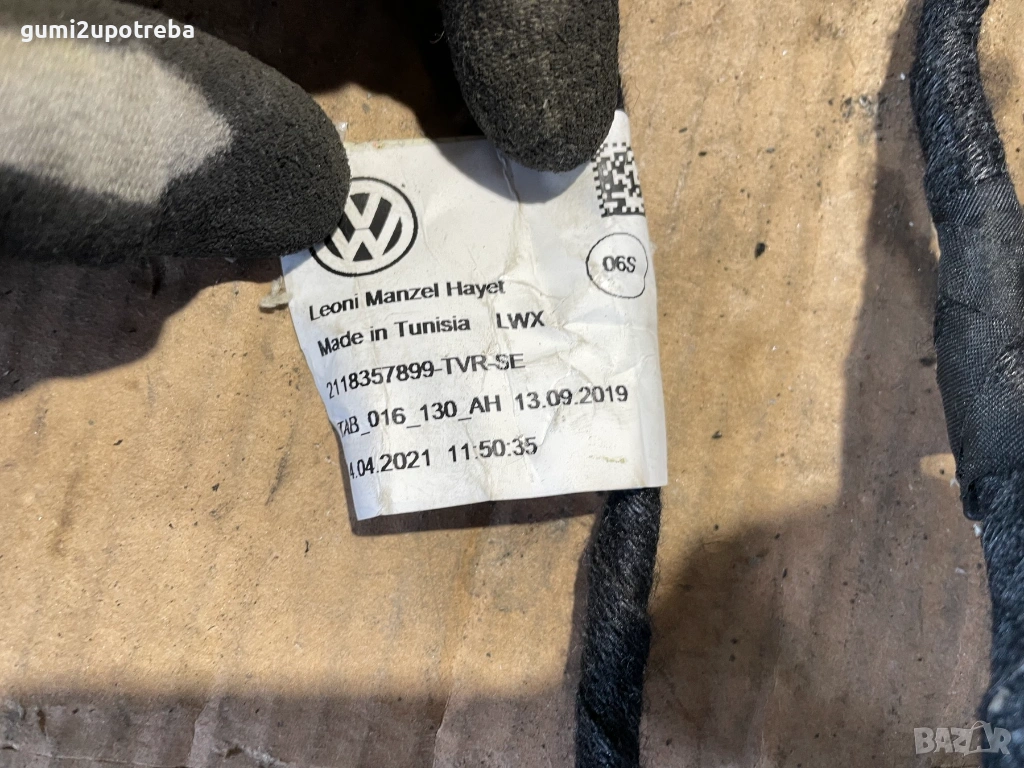 gumi2upotreba
06S
Leoni Manzel Hayet
Made in Tunisia LWX
2118357899-TVR-SE
TAB_016_130_AH 13.09.2019
4.04.2021 11:50:35
BAZAR